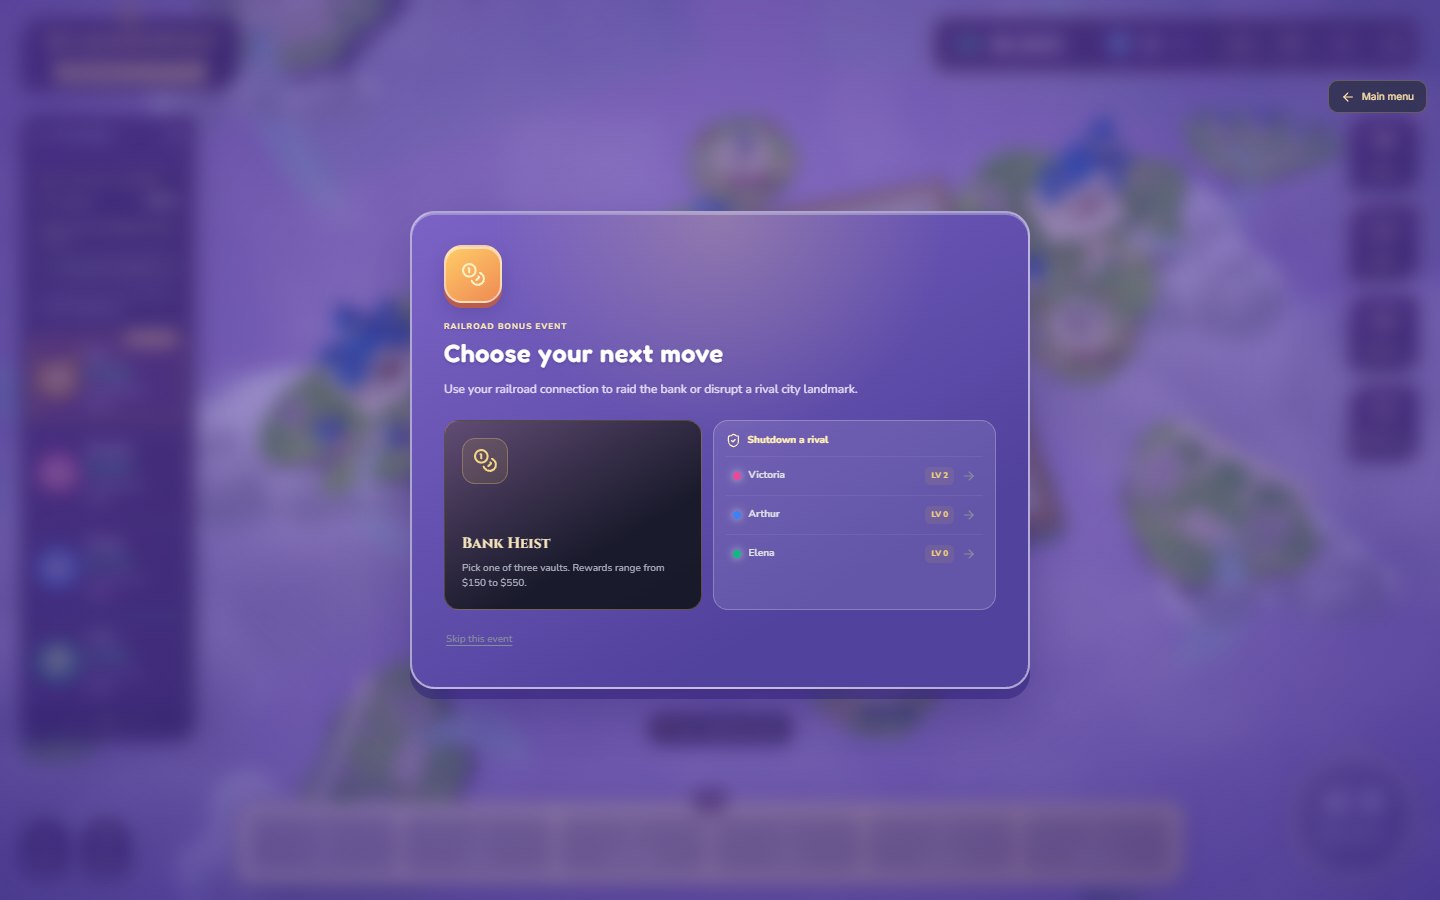 Main menu
RAILROAD BONUS EVENT
Choose your next move
Use your railroad connection to raid the bank or disrupt a rival city landmark.
BANK HEIST
Pick one of three vaults. Rewards range from
$150 to $550.
Shutdown a rival
Victoria LV 2
Arthur LV 0
Elena LV 0
Skip this event